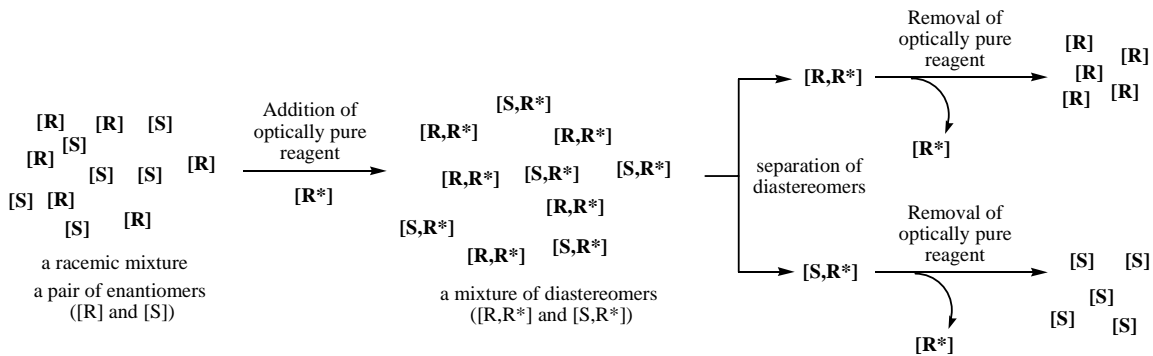 [R] [R] [S]
[S]
[R] [R]
[S] [S]
[S] [R]
[S] [R]
a racemic mixture
a pair of enantiomers
([R] and [S])
Addition of
optically pure
reagent
[R*]
[S,R*]
[R,R*] [R,R*]
[R,R*] [S,R*] [S,R*]
[R,R*]
[S,R*]
[R,R*] [S,R*]
a mixture of diastereomers
([R,R*] and [S,R*])
separation of
diastereomers
[R,R*]
Removal of
optically pure
reagent
[R*]
[R] [R]
[R]
[R] [R]
[S,R*]
Removal of
optically pure
reagent
[R*]
[S] [S]
[S]
[S] [S]